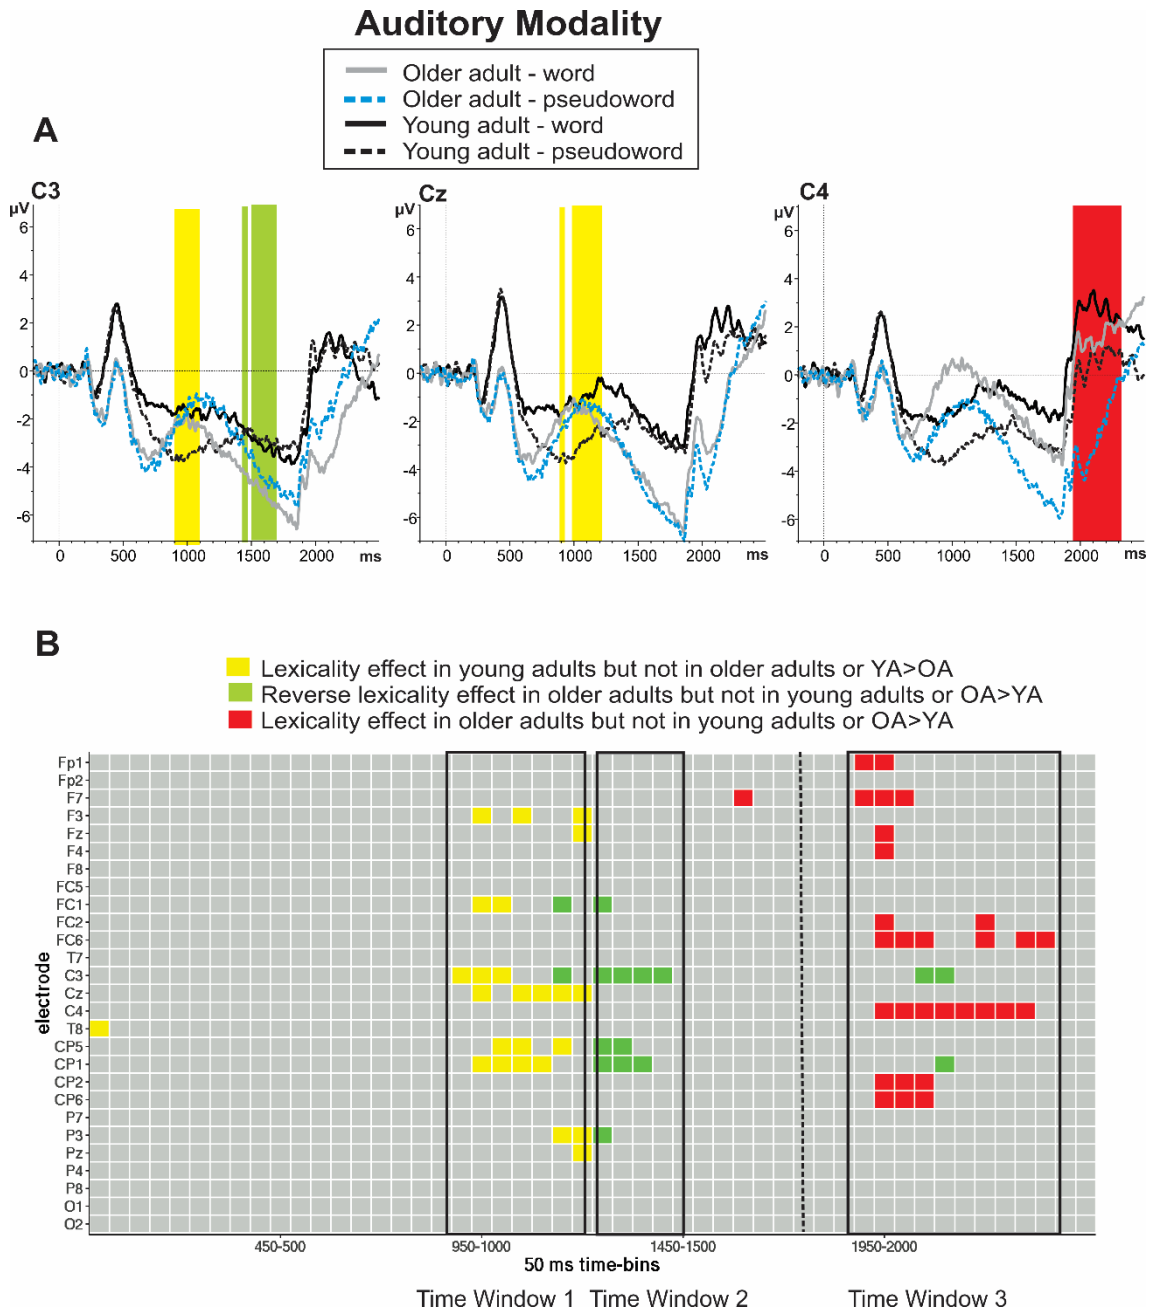 Auditory Modality
Older adult - word
Older adult - pseudoword
Young adult - word
Young adult - pseudoword
A
C3
µV
6
4
2
0
-2
-4
-6
0 500 1000 1500 2000 ms
Cz
µV
6
4
2
0
-2
-4
-6
0 500 1000 1500 2000 ms
C4
µV
6
4
2
0
-2
-4
-6
0 500 1000 1500 2000 ms
B
Lexicality effect in young adults but not in older adults or YA>OA
Reverse lexicality effect in older adults but not in young adults or OA>YA
Lexicality effect in older adults but not in young adults or OA>YA
electrode
Fp1
Fp2
F7
F3
Fz
F4
F8
FC5
FC1
FC2
FC6
T7
C3
Cz
C4
T8
CP5
CP1
CP2
CP6
P7
P3
Pz
P4
P8
O1
O2
450-500 950-1000 1450-1500 1950-2000
50 ms time-bins
Time Window 1 Time Window 2 Time Window 3